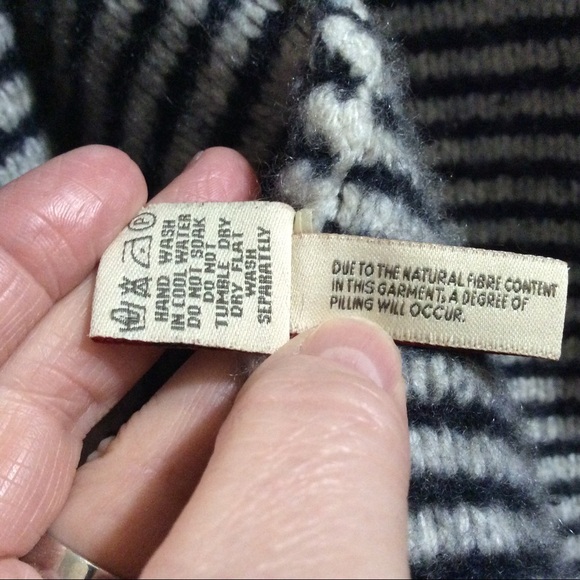 HAND WASH
IN COOL WATER
DO NOT SOAK
DO NOT
TUMBLE DRY
DRY FLAT
WASH
SEPARATELY
DUE TO THE NATURAL FIBRE CONTENT
IN THIS GARMENT, A DEGREE OF
PILLING WILL OCCUR.